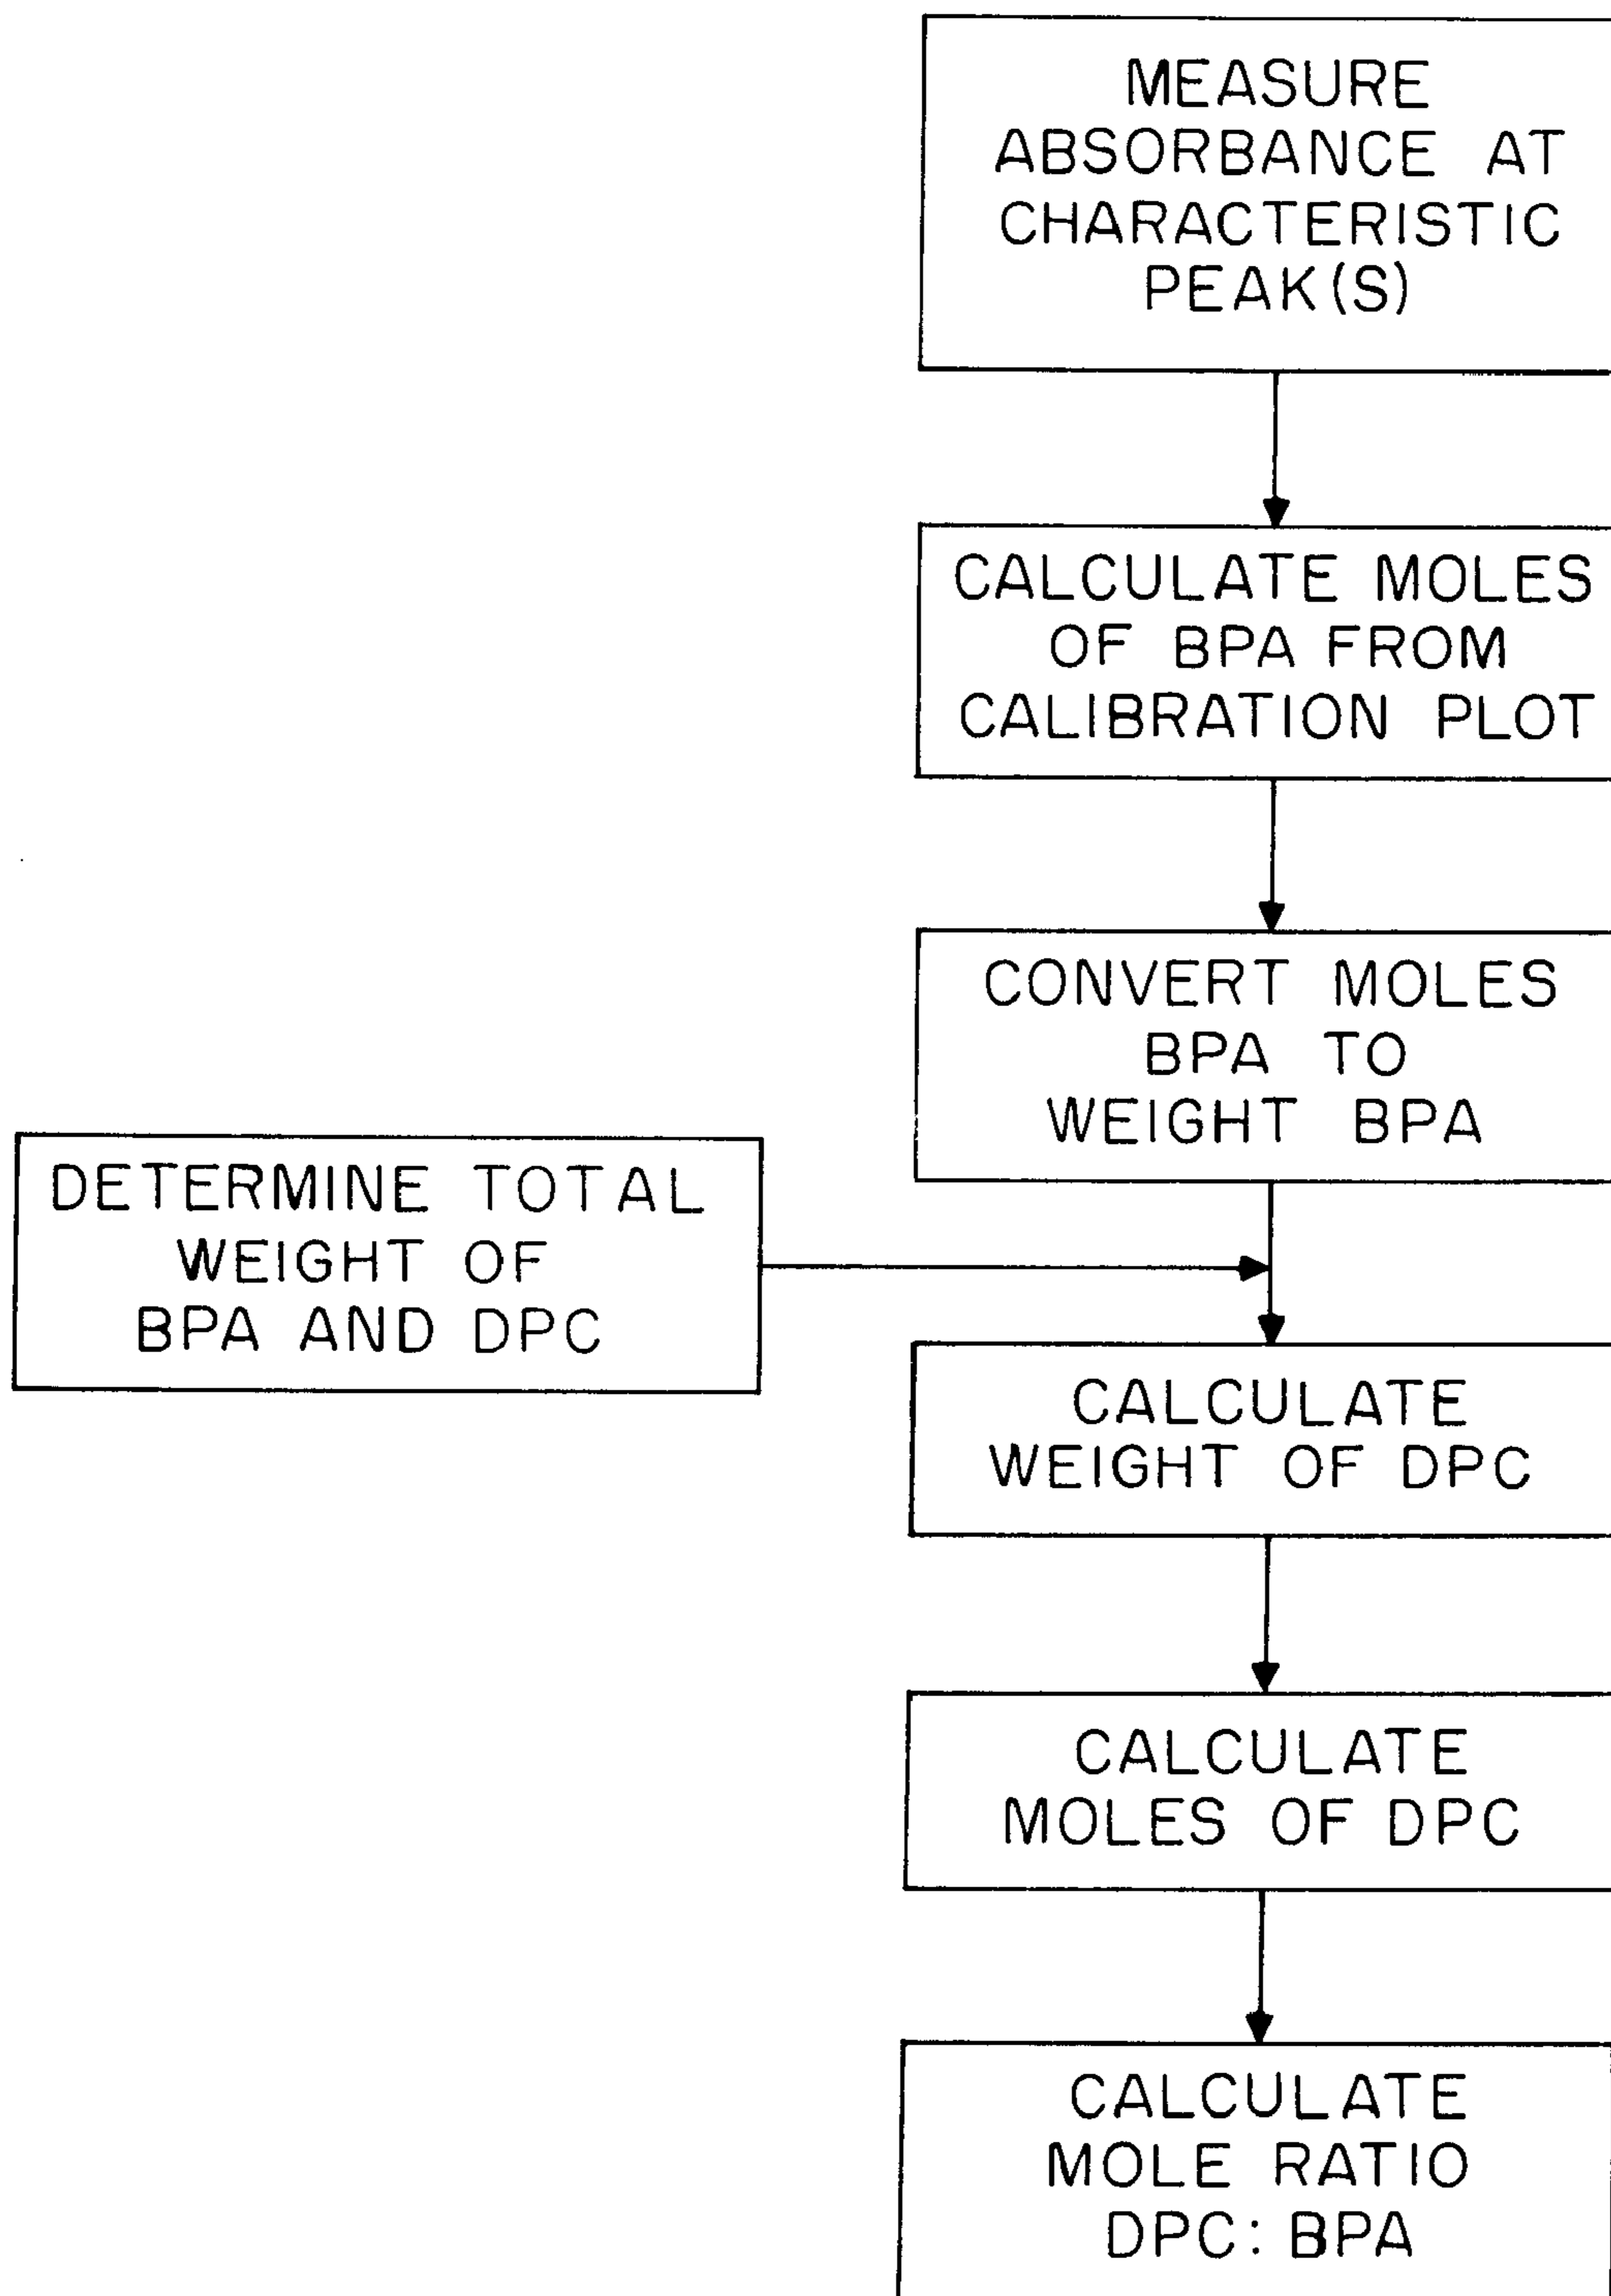 MEASURE
ABSORBANCE AT
CHARACTERISTIC
PEAK(S)
CALCULATE MOLES
OF BPA FROM
CALIBRATION PLOT
CONVERT MOLES
BPA TO
WEIGHT BPA
DETERMINE TOTAL
WEIGHT OF
BPA AND DPC
CALCULATE
WEIGHT OF DPC
CALCULATE
MOLES OF DPC
CALCULATE
MOLE RATIO
DPC: BPA